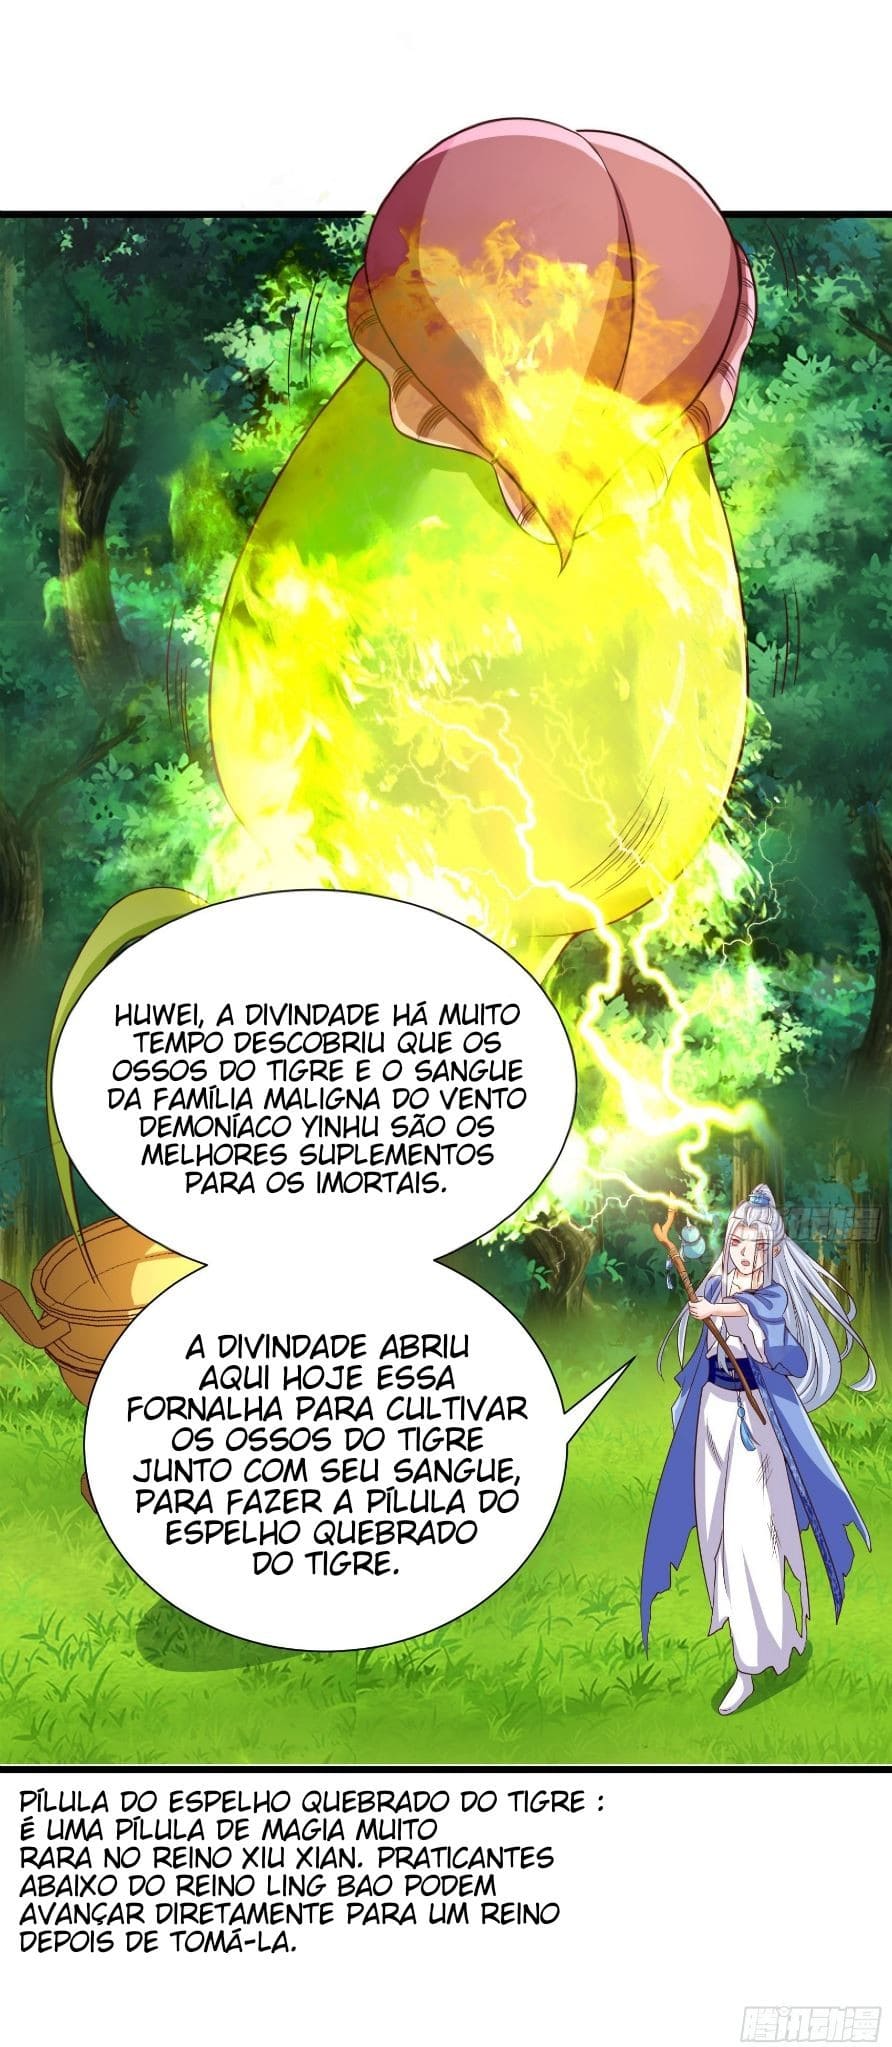 HUWEI, A DIVINDADE HÁ MUITO
TEMPO DESCOBRIU QUE OS
OSSOS DO TIGRE E O SANGUE
DA FAMÍLIA MALIGNA DO VENTO
DEMONÍACO YINHU SÃO OS
MELHORES SUPLEMENTOS
PARA OS IMORTAIS.
A DIVINDADE ABRIU
AQUI HOJE ESSA
FORNALHA PARA CULTIVAR
OS OSSOS DO TIGRE
JUNTO COM SEU SANGUE,
PARA FAZER A PÍLULA DO
ESPELHO QUEBRADO
DO TIGRE.
PÍLULA DO ESPELHO QUEBRADO DO TIGRE :
É UMA PÍLULA DE MAGIA MUITO
RARA NO REINO XIU XIAN. PRATICANTES
ABAIXO DO REINO LING BAO PODEM
AVANÇAR DIRETAMENTE PARA UM REINO
DEPOIS DE TOMÁ-LA.
腾讯动漫